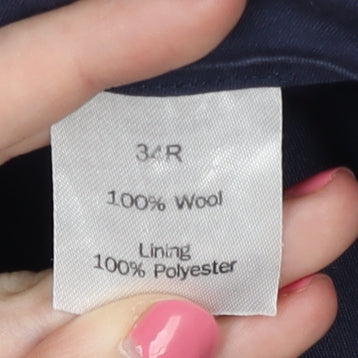 34R
100% Wool
Lining
100% Polyester